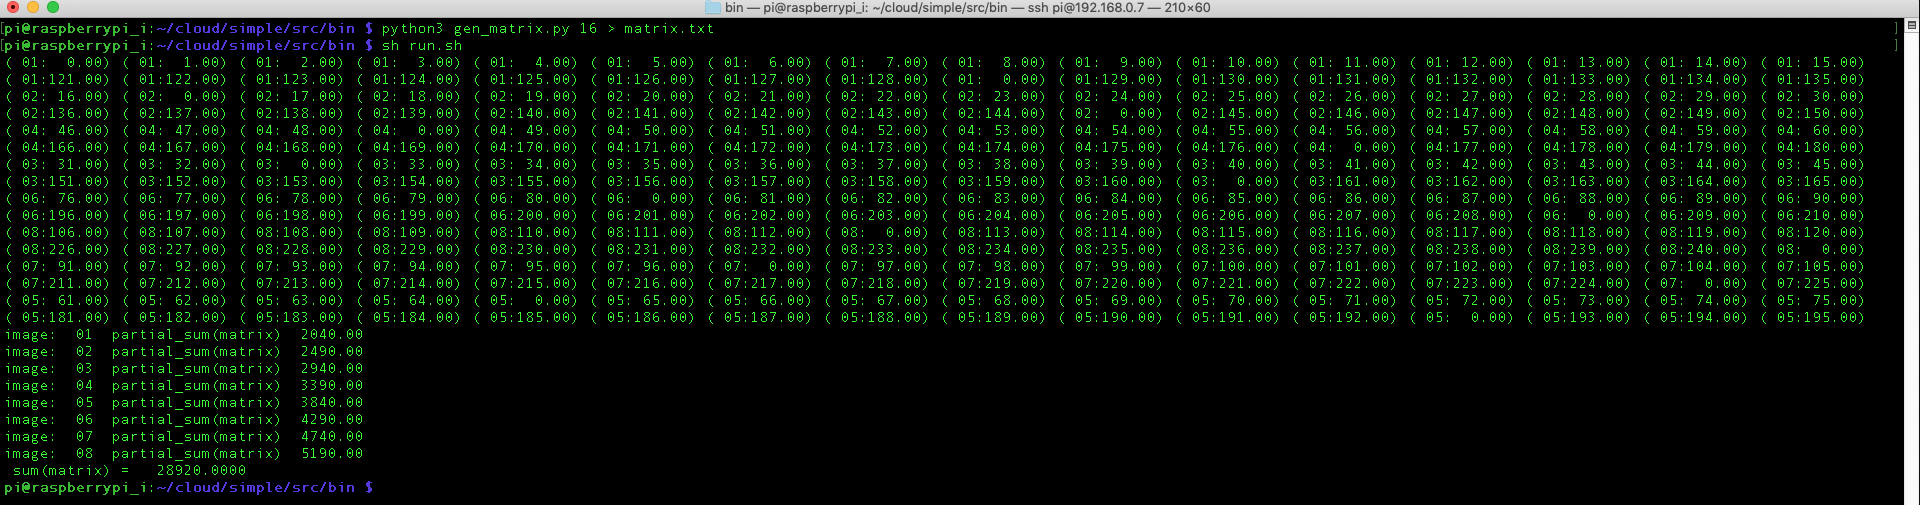 bin — pi@raspberrypi_i: ~/cloud/simple/src/bin — ssh pi@192.168.0.7 — 210×60
[pi@raspberrypi_i:~/cloud/simple/src/bin $ python3 gen_matrix.py 16 > matrix.txt ]
[pi@raspberrypi_i:~/cloud/simple/src/bin $ sh run.sh ]
( 01:  0.00) ( 01:  1.00) ( 01:  2.00) ( 01:  3.00) ( 01:  4.00) ( 01:  5.00) ( 01:  6.00) ( 01:  7.00) ( 01:  8.00) ( 01:  9.00) ( 01: 10.00) ( 01: 11.00) ( 01: 12.00) ( 01: 13.00) ( 01: 14.00) ( 01: 15.00)
( 01:121.00) ( 01:122.00) ( 01:123.00) ( 01:124.00) ( 01:125.00) ( 01:126.00) ( 01:127.00) ( 01:128.00) ( 01:  0.00) ( 01:129.00) ( 01:130.00) ( 01:131.00) ( 01:132.00) ( 01:133.00) ( 01:134.00) ( 01:135.00)
( 02: 16.00) ( 02:  0.00) ( 02: 17.00) ( 02: 18.00) ( 02: 19.00) ( 02: 20.00) ( 02: 21.00) ( 02: 22.00) ( 02: 23.00) ( 02: 24.00) ( 02: 25.00) ( 02: 26.00) ( 02: 27.00) ( 02: 28.00) ( 02: 29.00) ( 02: 30.00)
( 02:136.00) ( 02:137.00) ( 02:138.00) ( 02:139.00) ( 02:140.00) ( 02:141.00) ( 02:142.00) ( 02:143.00) ( 02:144.00) ( 02:  0.00) ( 02:145.00) ( 02:146.00) ( 02:147.00) ( 02:148.00) ( 02:149.00) ( 02:150.00)
( 04: 46.00) ( 04: 47.00) ( 04: 48.00) ( 04:  0.00) ( 04: 49.00) ( 04: 50.00) ( 04: 51.00) ( 04: 52.00) ( 04: 53.00) ( 04: 54.00) ( 04: 55.00) ( 04: 56.00) ( 04: 57.00) ( 04: 58.00) ( 04: 59.00) ( 04: 60.00)
( 04:166.00) ( 04:167.00) ( 04:168.00) ( 04:169.00) ( 04:170.00) ( 04:171.00) ( 04:172.00) ( 04:173.00) ( 04:174.00) ( 04:175.00) ( 04:176.00) ( 04:  0.00) ( 04:177.00) ( 04:178.00) ( 04:179.00) ( 04:180.00)
( 03: 31.00) ( 03: 32.00) ( 03:  0.00) ( 03: 33.00) ( 03: 34.00) ( 03: 35.00) ( 03: 36.00) ( 03: 37.00) ( 03: 38.00) ( 03: 39.00) ( 03: 40.00) ( 03: 41.00) ( 03: 42.00) ( 03: 43.00) ( 03: 44.00) ( 03: 45.00)
( 03:151.00) ( 03:152.00) ( 03:153.00) ( 03:154.00) ( 03:155.00) ( 03:156.00) ( 03:157.00) ( 03:158.00) ( 03:159.00) ( 03:160.00) ( 03:  0.00) ( 03:161.00) ( 03:162.00) ( 03:163.00) ( 03:164.00) ( 03:165.00)
( 06: 76.00) ( 06: 77.00) ( 06: 78.00) ( 06: 79.00) ( 06: 80.00) ( 06:  0.00) ( 06: 81.00) ( 06: 82.00) ( 06: 83.00) ( 06: 84.00) ( 06: 85.00) ( 06: 86.00) ( 06: 87.00) ( 06: 88.00) ( 06: 89.00) ( 06: 90.00)
( 06:196.00) ( 06:197.00) ( 06:198.00) ( 06:199.00) ( 06:200.00) ( 06:201.00) ( 06:202.00) ( 06:203.00) ( 06:204.00) ( 06:205.00) ( 06:206.00) ( 06:207.00) ( 06:208.00) ( 06:  0.00) ( 06:209.00) ( 06:210.00)
( 08:106.00) ( 08:107.00) ( 08:108.00) ( 08:109.00) ( 08:110.00) ( 08:111.00) ( 08:112.00) ( 08:  0.00) ( 08:113.00) ( 08:114.00) ( 08:115.00) ( 08:116.00) ( 08:117.00) ( 08:118.00) ( 08:119.00) ( 08:120.00)
( 08:226.00) ( 08:227.00) ( 08:228.00) ( 08:229.00) ( 08:230.00) ( 08:231.00) ( 08:232.00) ( 08:233.00) ( 08:234.00) ( 08:235.00) ( 08:236.00) ( 08:237.00) ( 08:238.00) ( 08:239.00) ( 08:240.00) ( 08:  0.00)
( 07: 91.00) ( 07: 92.00) ( 07: 93.00) ( 07: 94.00) ( 07: 95.00) ( 07: 96.00) ( 07:  0.00) ( 07: 97.00) ( 07: 98.00) ( 07: 99.00) ( 07:100.00) ( 07:101.00) ( 07:102.00) ( 07:103.00) ( 07:104.00) ( 07:105.00)
( 07:211.00) ( 07:212.00) ( 07:213.00) ( 07:214.00) ( 07:215.00) ( 07:216.00) ( 07:217.00) ( 07:218.00) ( 07:219.00) ( 07:220.00) ( 07:221.00) ( 07:222.00) ( 07:223.00) ( 07:224.00) ( 07:  0.00) ( 07:225.00)
( 05: 61.00) ( 05: 62.00) ( 05: 63.00) ( 05: 64.00) ( 05:  0.00) ( 05: 65.00) ( 05: 66.00) ( 05: 67.00) ( 05: 68.00) ( 05: 69.00) ( 05: 70.00) ( 05: 71.00) ( 05: 72.00) ( 05: 73.00) ( 05: 74.00) ( 05: 75.00)
( 05:181.00) ( 05:182.00) ( 05:183.00) ( 05:184.00) ( 05:185.00) ( 05:186.00) ( 05:187.00) ( 05:188.00) ( 05:189.00) ( 05:190.00) ( 05:191.00) ( 05:192.00) ( 05:  0.00) ( 05:193.00) ( 05:194.00) ( 05:195.00)
image:  01  partial_sum(matrix)  2040.00
image:  02  partial_sum(matrix)  2490.00
image:  03  partial_sum(matrix)  2940.00
image:  04  partial_sum(matrix)  3390.00
image:  05  partial_sum(matrix)  3840.00
image:  06  partial_sum(matrix)  4290.00
image:  07  partial_sum(matrix)  4740.00
image:  08  partial_sum(matrix)  5190.00
sum(matrix) =   28920.0000
pi@raspberrypi_i:~/cloud/simple/src/bin $